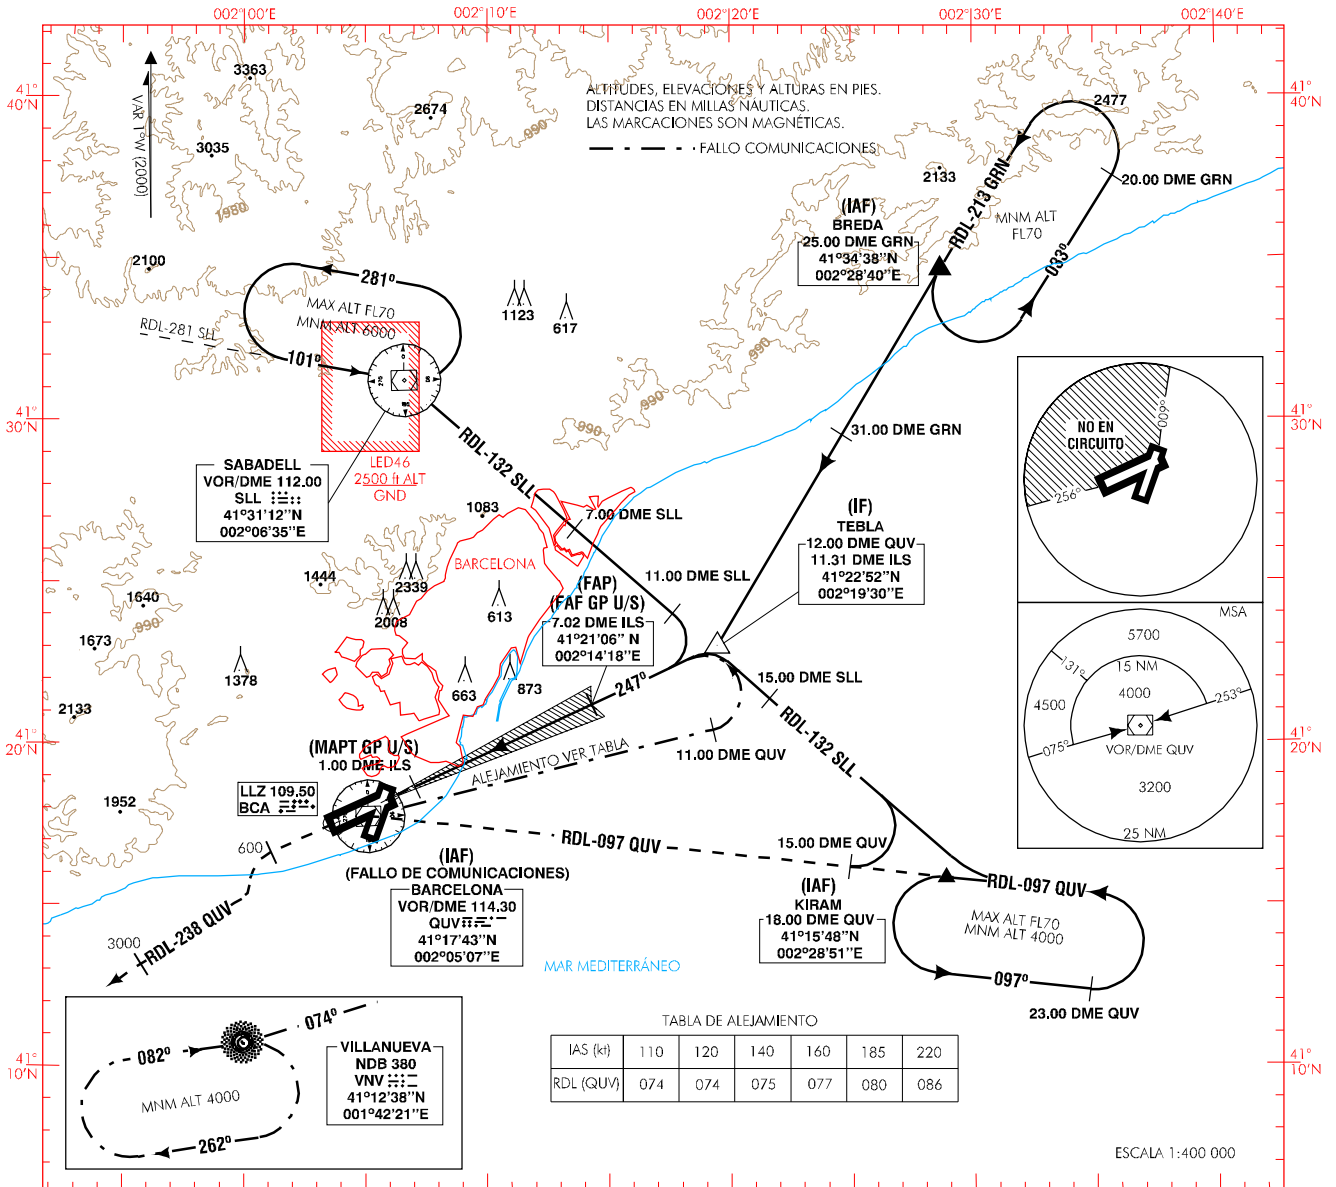 002°00'E
002°10'E
002°20'E
002°30'E
002°40'E
41°
40'N
41°
40'N
VAR 1°W (2000)
3363
2674
3035
990
1980
2100
ALTITUDES, ELEVACIONES Y ALTURAS EN PIES.
DISTANCIAS EN MILLAS NÁUTICAS.
LAS MARCACIONES SON MAGNÉTICAS.
FALLO COMUNICACIONES
2477
2133
20.00 DME GRN
RDL-213 GRN
MNM ALT
FL70
033°
(IAF)
BREDA
25.00 DME GRN
41°34'38"N
002°28'40"E
281°
MAX ALT FL70
MNM ALT 6000
RDL-281 SLL
101°
1123
617
990
990
990
41°
30'N
41°
30'N
31.00 DME GRN
NO EN
CIRCUITO
009°
256°
RDL-132 SLL
SABADELL
VOR/DME 112.00
SLL
41°31'12"N
002°06'35"E
LED46
2500 ft ALT
GND
1083
7.00 DME SLL
(IF)
TEBLA
12.00 DME QUV
11.31 DME ILS
41°22'52"N
002°19'30"E
BARCELONA
11.00 DME SLL
1444
2339
2008
613
1640
990
1673
1378
2133
663
873
(FAP)
(FAF GP U/S)
7.02 DME ILS
41°21'06" N
002°14'18"E
247°
15.00 DME SLL
RDL-132 SLL
MSA
5700
15 NM
4000
131°
253°
4500
075°
VOR/DME QUV
3200
25 NM
41°
20'N
41°
20'N
(MAPT GP U/S)
1.00 DME ILS
ALEJAMIENTO VER TABLA
11.00 DME QUV
LLZ 109.50
BCA
1952
600
RDL-097 QUV
15.00 DME QUV
(IAF)
(FALLO DE COMUNICACIONES)
BARCELONA
VOR/DME 114.30
QUV
41°17'43"N
002°05'07"E
(IAF)
KIRAM
18.00 DME QUV
41°15'48"N
002°28'51"E
RDL-097 QUV
MAX ALT FL70
MNM ALT 4000
097°
23.00 DME QUV
RDL-238 QUV
3000
MAR MEDITERRÁNEO
074°
082°
MNM ALT 4000
262°
VILLANUEVA
NDB 380
VNV
41°12'38"N
001°42'21"E
41°
10'N
41°
10'N
TABLA DE ALEJAMIENTO
IAS (kt) 110 120 140 160 185 220
RDL (QUV) 074 074 075 077 080 086
ESCALA 1:400 000